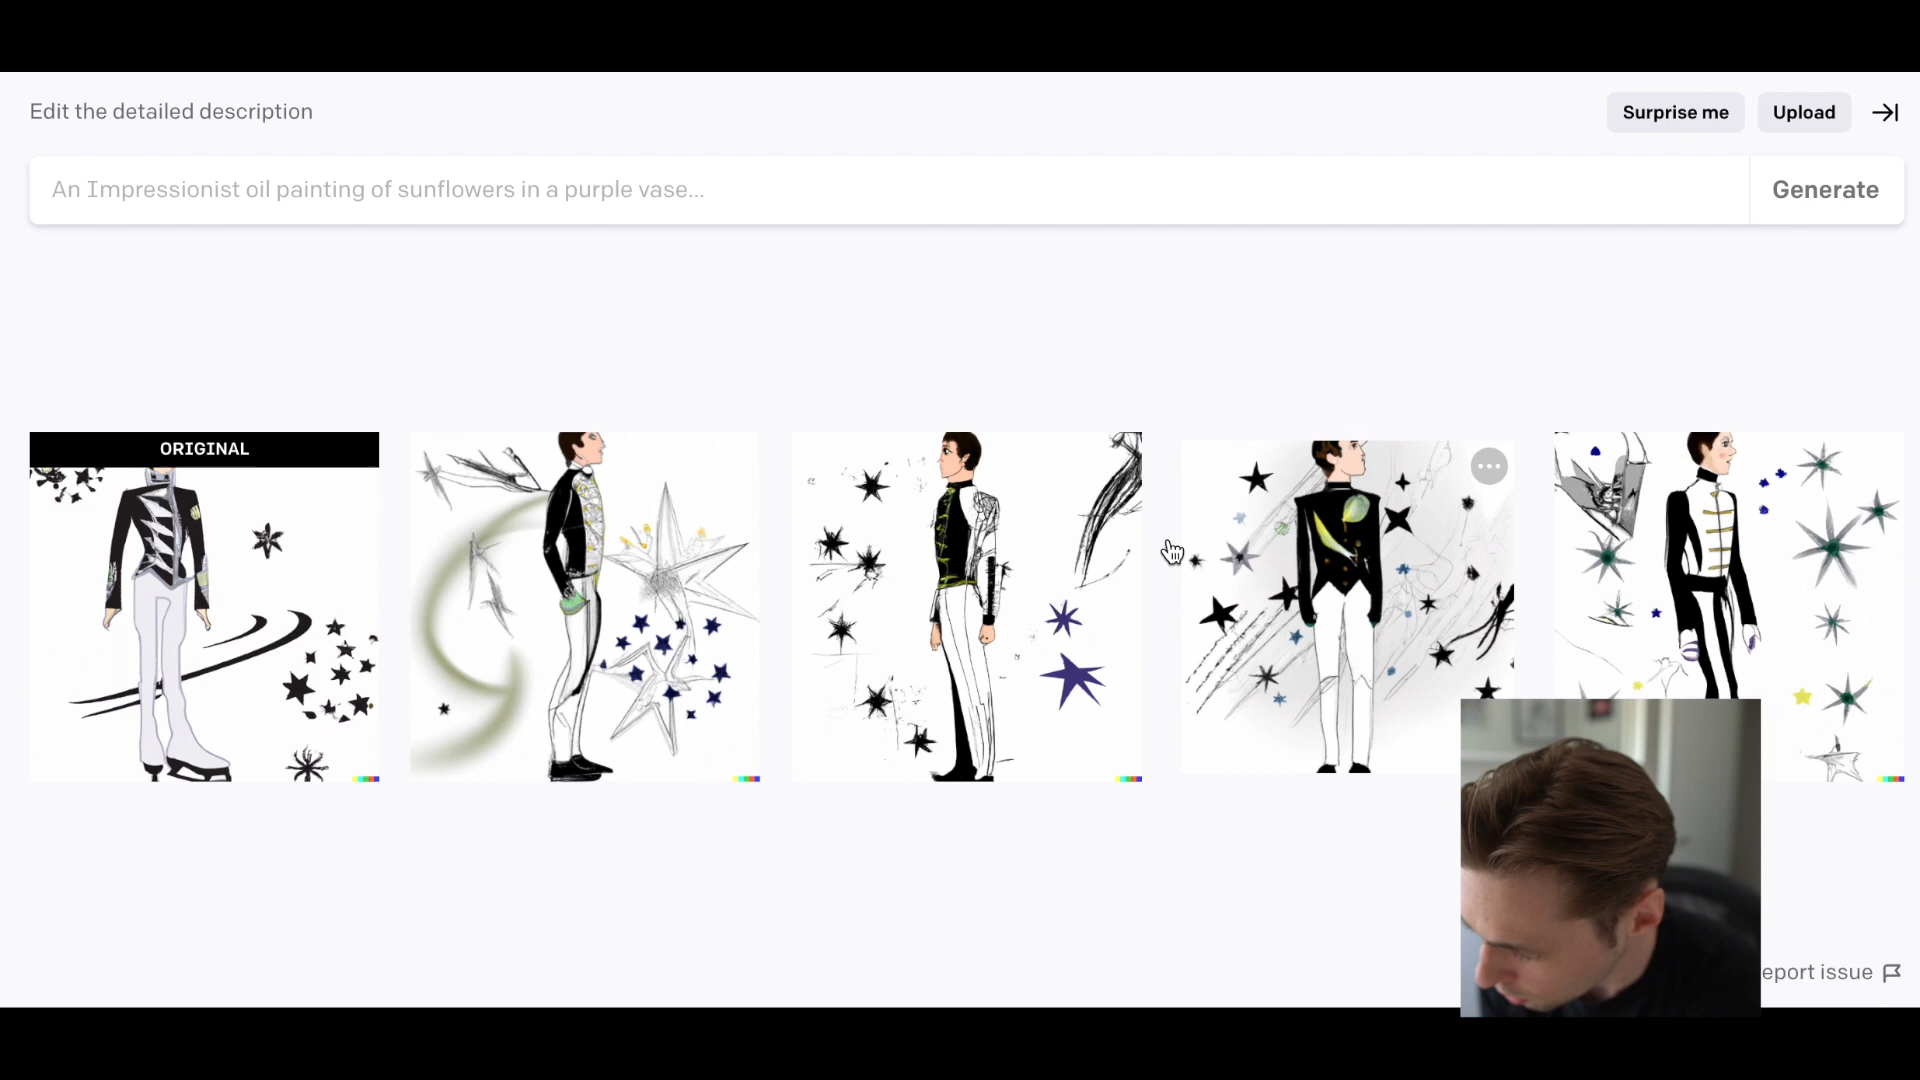 Edit the detailed description
Surprise me
Upload
An Impressionist oil painting of sunflowers in a purple vase...
Generate
ORIGINAL
eport issue